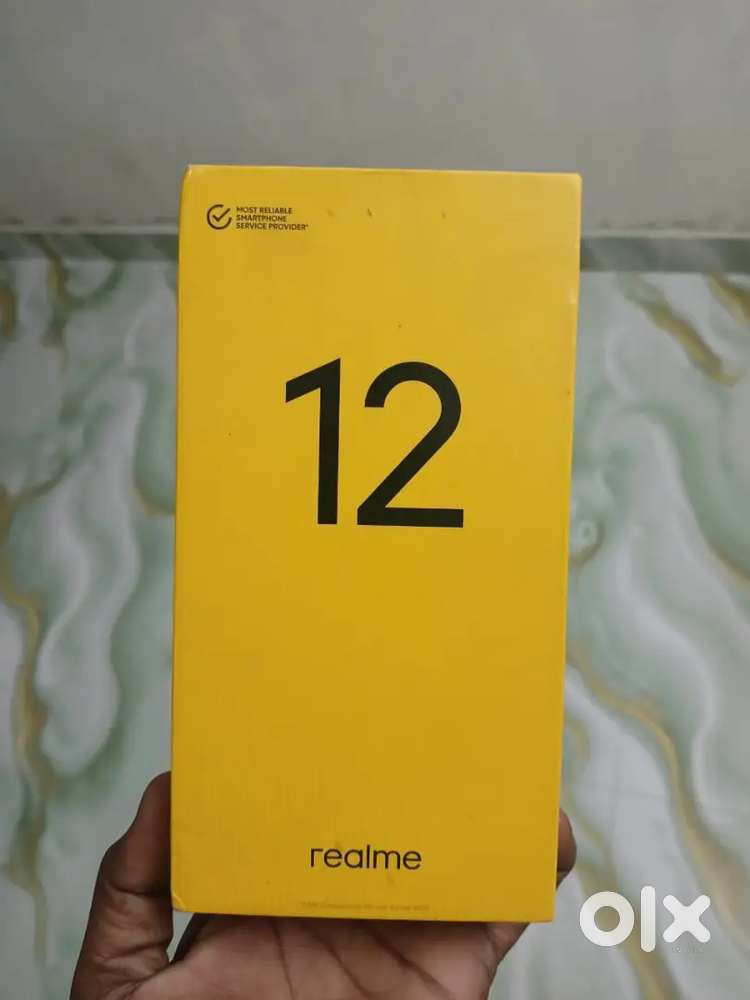 MOST RELIABLE
SMARTPHONE
SERVICE PROVIDER*
12
realme
olx